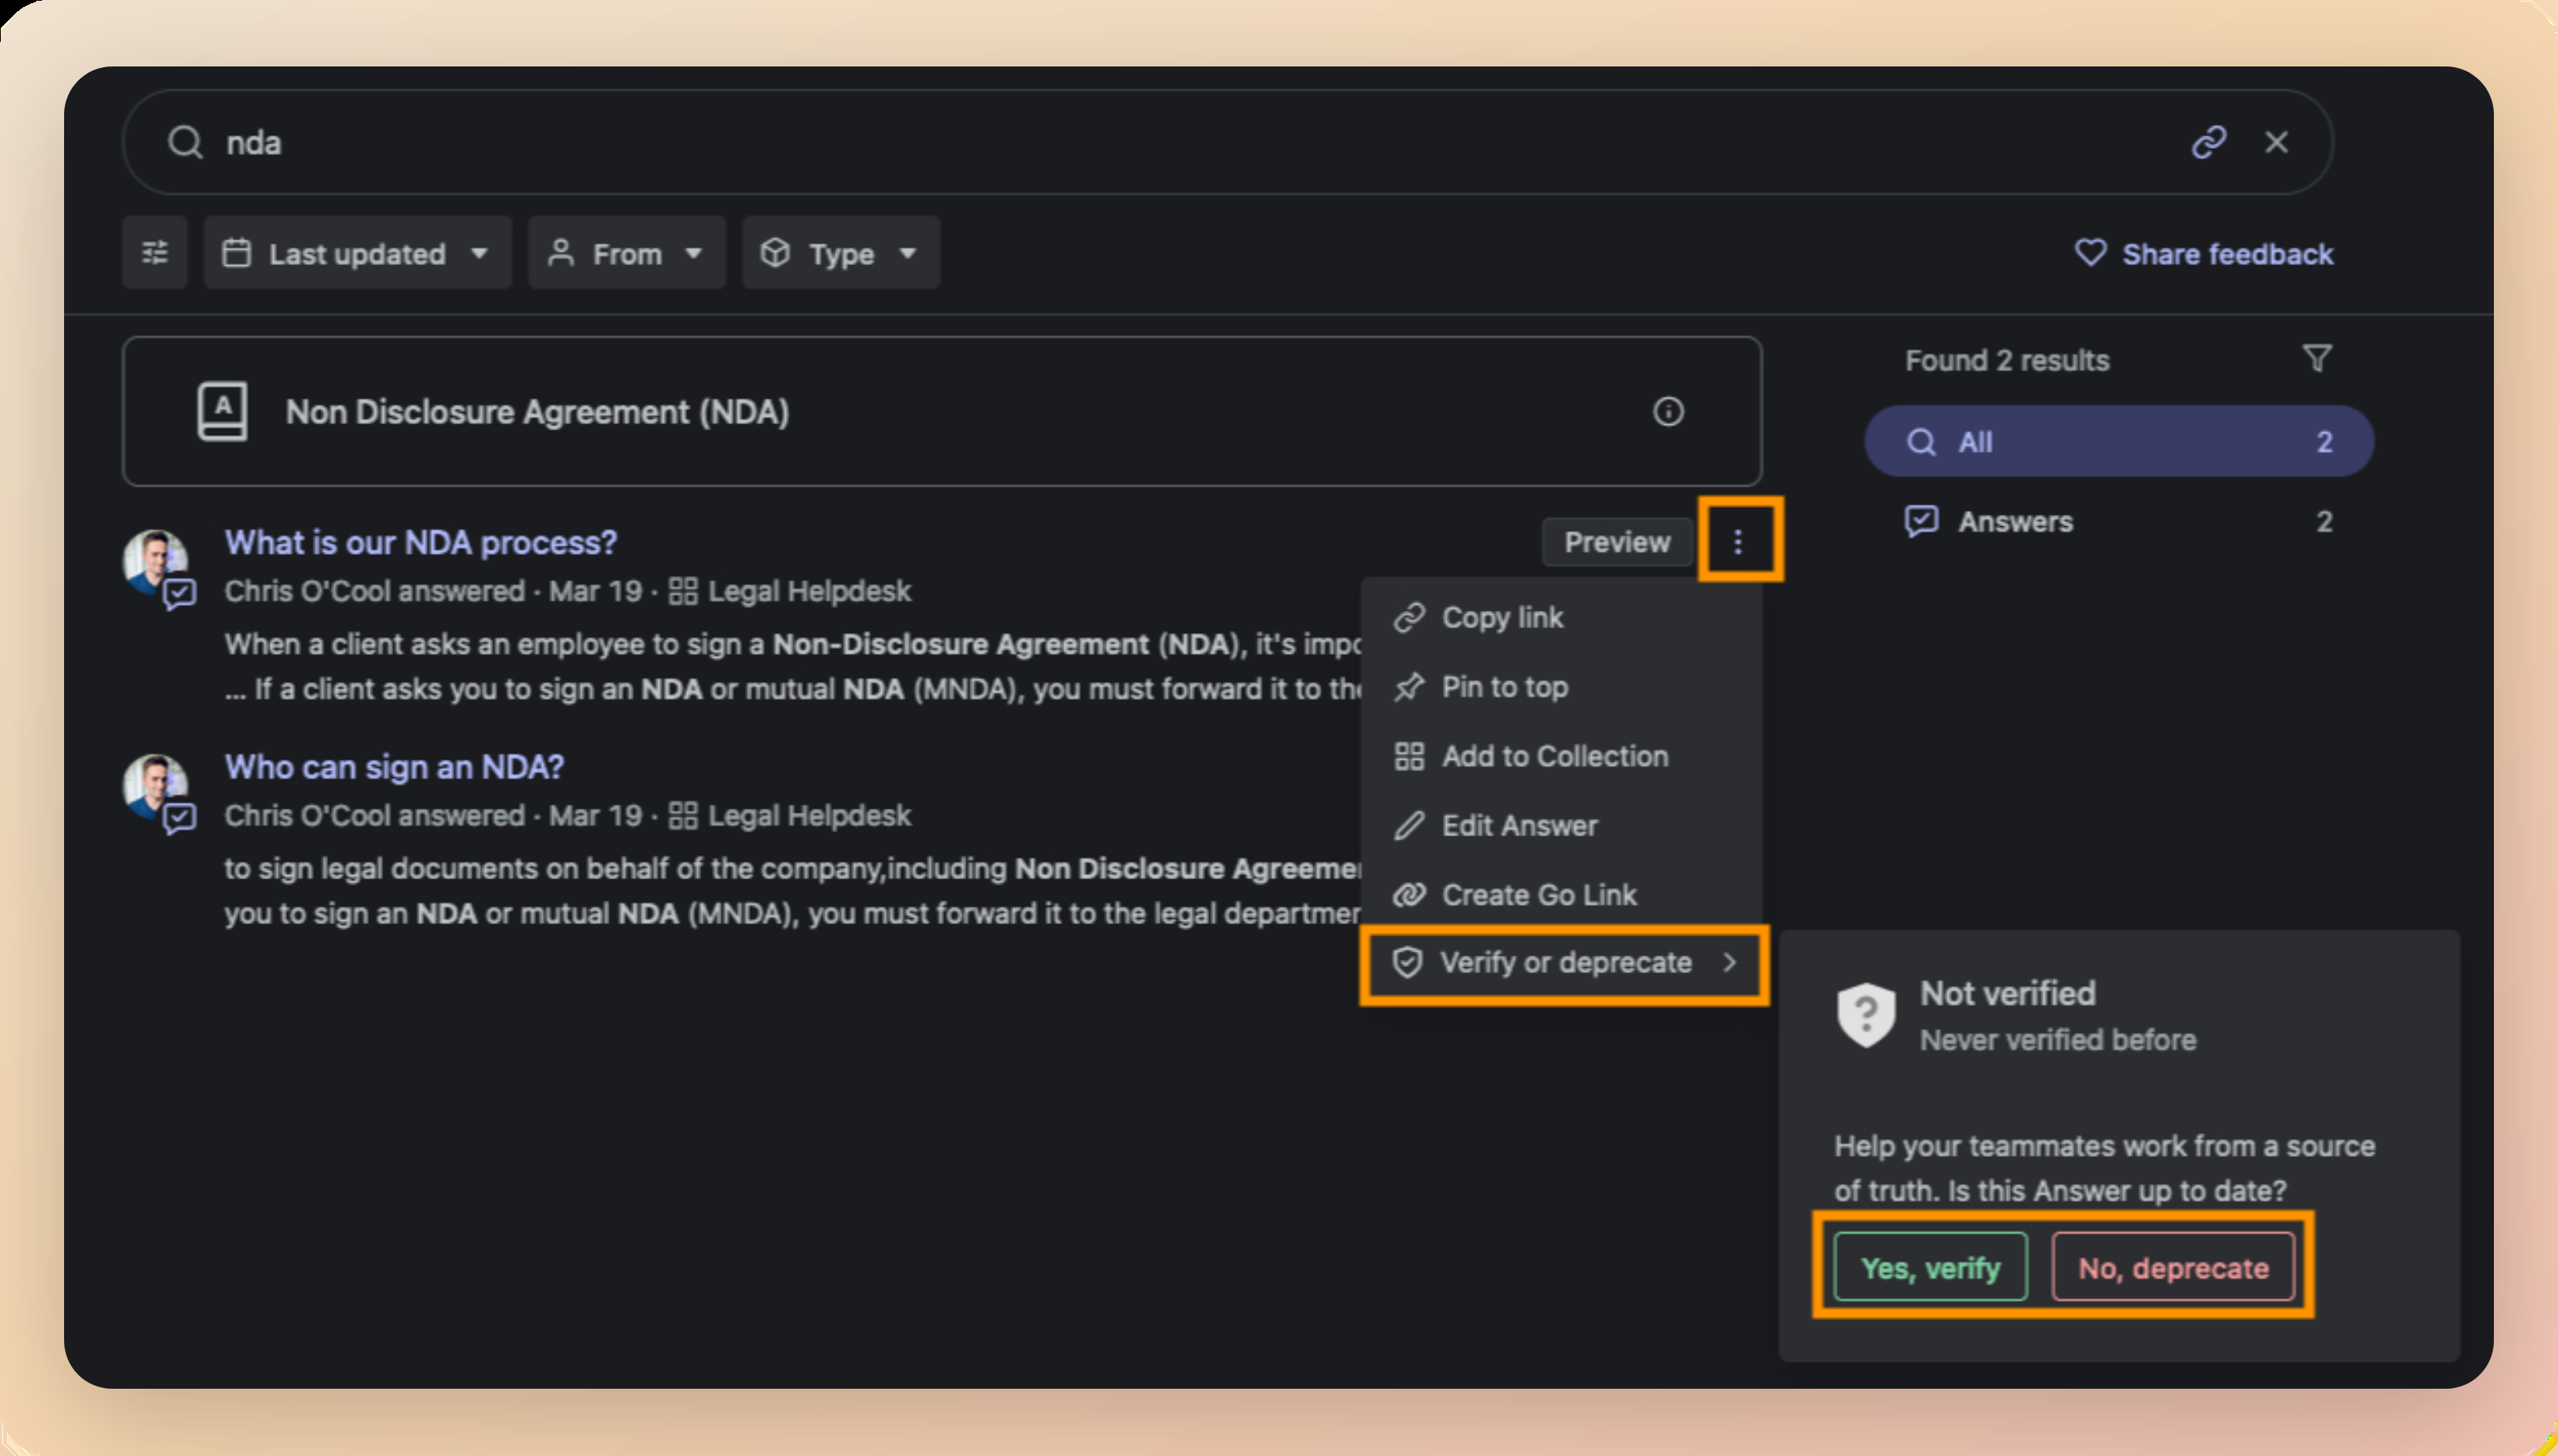 nda
Last updated
From
Type
Share feedback
A
Non Disclosure Agreement (NDA)
Found 2 results
All 2
Answers 2
What is our NDA process?
Preview
Chris O'Cool answered · Mar 19 · Legal Helpdesk
When a client asks an employee to sign a Non-Disclosure Agreement (NDA), it's
... If a client asks you to sign an NDA or mutual NDA (MNDA), you must forward it to
Who can sign an NDA?
Chris O'Cool answered · Mar 19 · Legal Helpdesk
to sign legal documents on behalf of the company,including Non Disclosure
you to sign an NDA or mutual NDA (MNDA), you must forward it to the legal
Copy link
Pin to top
Add to Collection
Edit Answer
Create Go Link
Verify or deprecate
?
Not verified
Never verified before
Help your teammates work from a source
of truth. Is this Answer up to date?
Yes, verify
No, deprecate